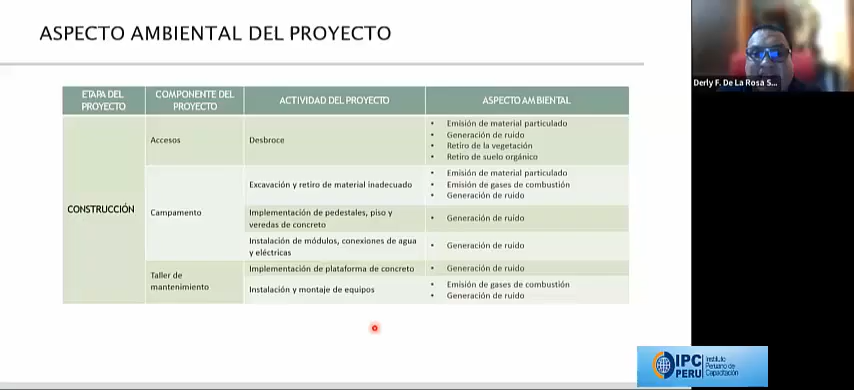 ASPECTO AMBIENTAL DEL PROYECTO
Derly F. De La Rosa S...
ETAPA DEL
PROYECTO
COMPONENTE DEL
PROYECTO
ACTIVIDAD DEL PROYECTO
ASPECTO AMBIENTAL
CONSTRUCCIÓN
Accesos
Desbroce
• Emisión de material particulado
• Generación de ruido
• Retiro de la vegetación
• Retiro de suelo orgánico
Campamento
Excavación y retiro de material inadecuado
• Emisión de material particulado
• Emisión de gases de combustión
• Generación de ruido
Implementación de pedestales, piso y
veredas de concreto
• Generación de ruido
Instalación de módulos, conexiones de agua
y eléctricas
• Generación de ruido
Taller de
mantenimiento
Implementación de plataforma de concreto
• Generación de ruido
Instalación y montaje de equipos
• Emisión de gases de combustión
• Generación de ruido
IPC
PERU
Instituto
Peruano de
Capacitación